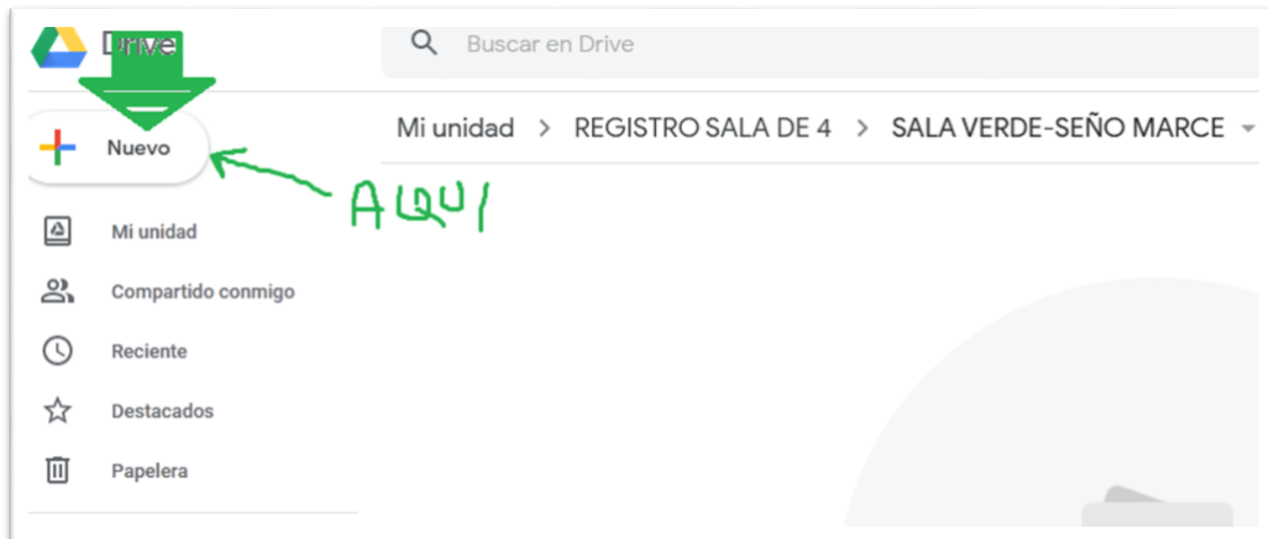 Drive
Buscar en Drive
Nuevo
Mi unidad > REGISTRO SALA DE 4 > SALA VERDE-SEÑO MARCE
AQUI
Mi unidad
Compartido conmigo
Reciente
Destacados
Papelera